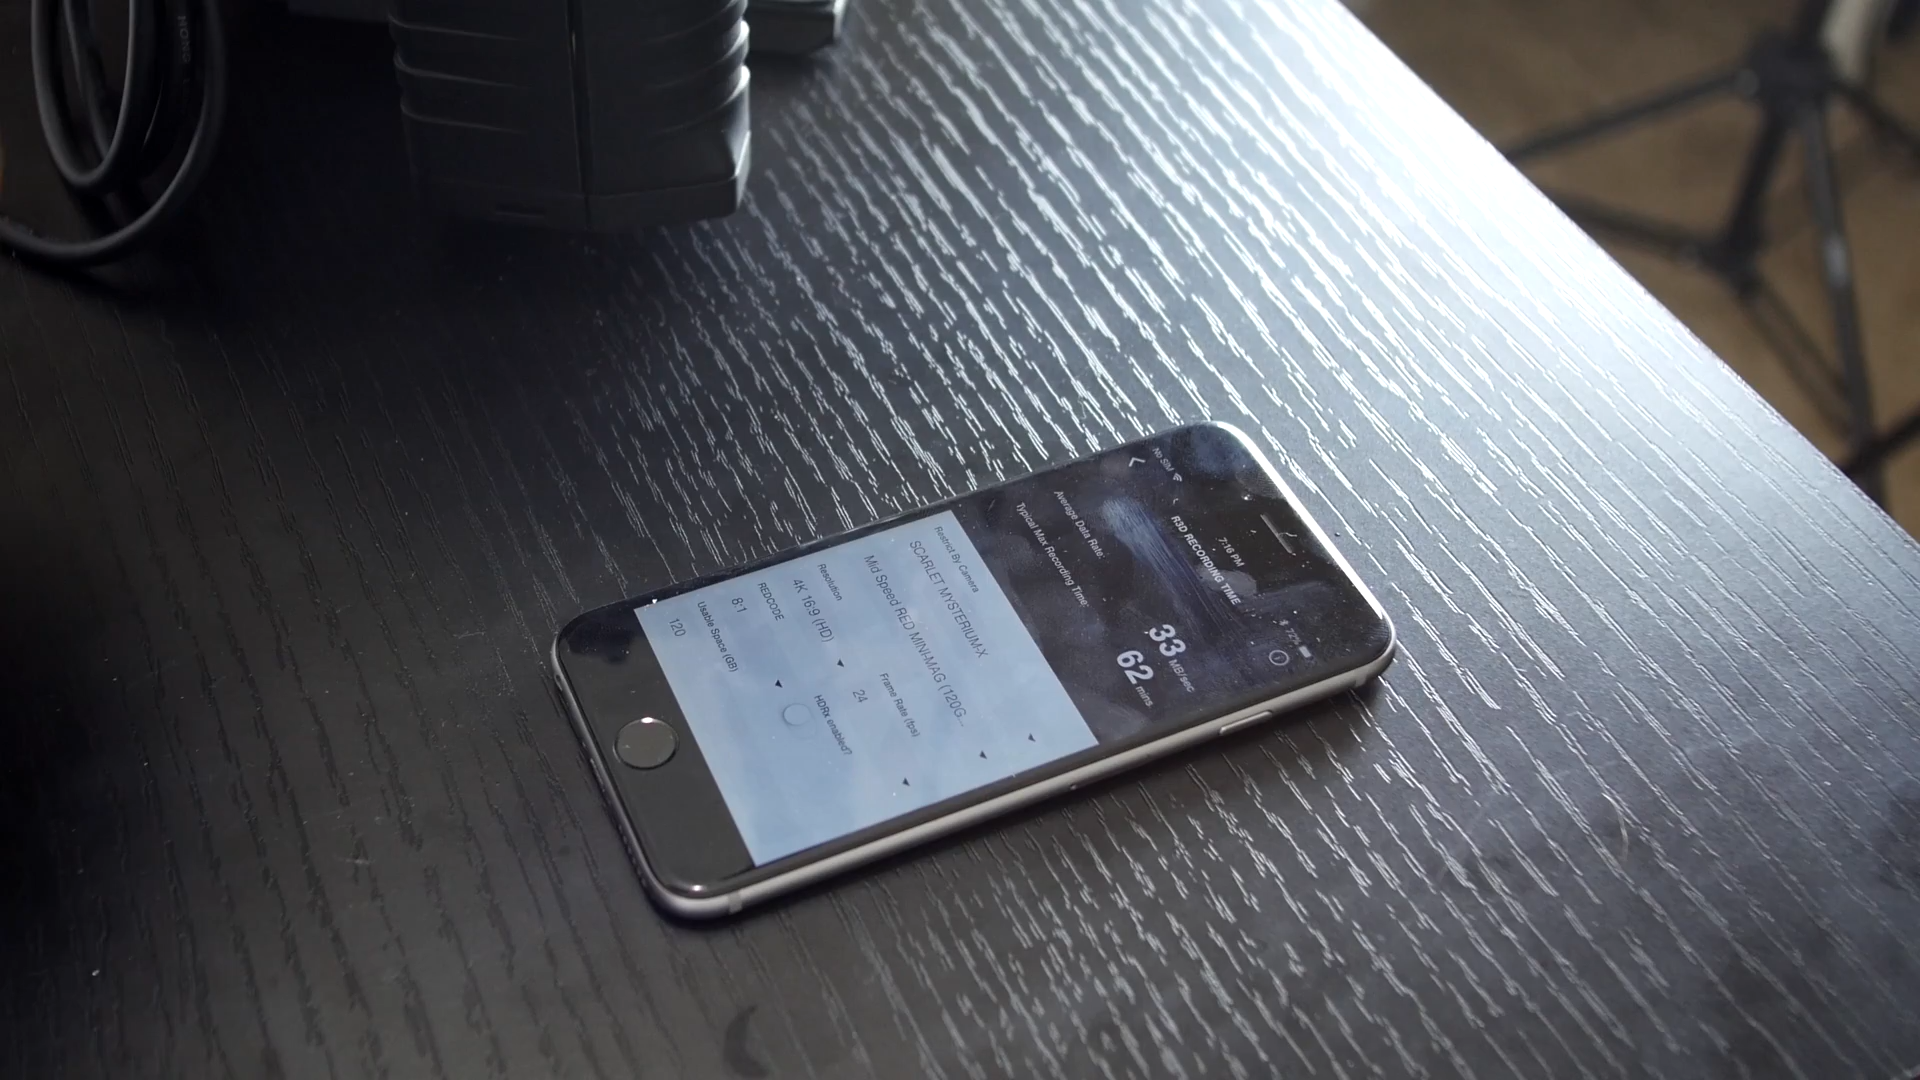 No SIM 7:16 PM 72%
R3D RECORDING TIME
Average Data Rate: 33 MB/sec
Typical Max Recording Time: 62 mins
Restrict By Camera
SCARLET MYSTERIUM-X
Mid Speed RED MINI-MAG (120G...
Resolution Frame Rate (fps)
4K 16:9 (HD) 24
REDCODE HDRx enabled?
8:1
Usable Space (GB)
120